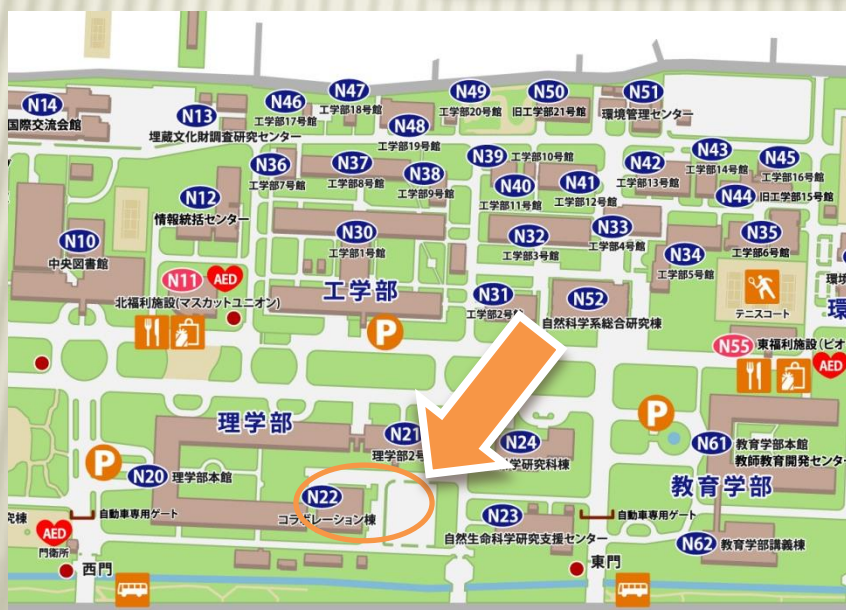 N14
国際交流会館
N13
埋蔵文化財調査研究センター
N46
工学部17号館
N47
工学部18号館
N48
工学部19号館
N49
工学部20号館
N50
旧工学部21号館
N51
環境管理センター
N36
工学部7号館
N37
工学部8号館
N38
工学部9号館
N39
工学部10号館
N40
工学部11号館
N41
工学部12号館
N42
工学部13号館
N43
工学部14号館
N44
旧工学部15号館
N45
工学部16号館
N12
情報統括センター
N10
中央図書館
N11
AED
北福利施設(マスカットユニオン)
N30
工学部1号館
工学部
P
N31
工学部2号館
N32
工学部3号館
N33
工学部4号館
N34
工学部5号館
N35
工学部6号館
N52
自然科学系総合研究棟
テニスコート
環境
環
N55
東福利施設(ピオ
AED
理学部
N21
理学部2号
N24
学研究科棟
P
N61
教育学部本館
教師教育開発センター
P
N20
理学部本館
N22
コラボレーション棟
N23
自然生命科学研究支援センター
教育学部
自動車専用ゲート
自動車専用ゲート
究棟
AED
門衛所
西門
東門
N62
教育学部講義棟